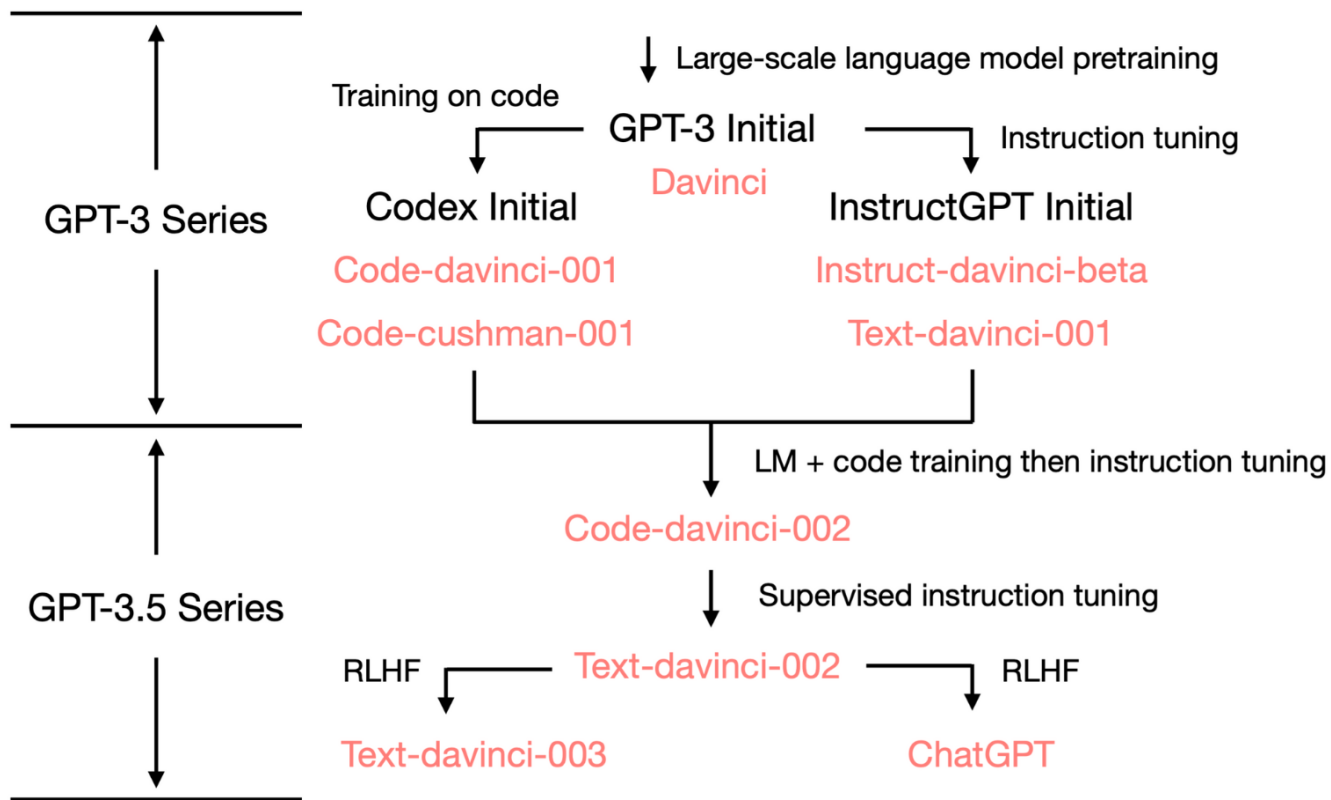 Large-scale language model pretraining
Training on code
GPT-3 Initial
Instruction tuning
Davinci
GPT-3 Series
Codex Initial
InstructGPT Initial
Code-davinci-001
Instruct-davinci-beta
Code-cushman-001
Text-davinci-001
LM + code training then instruction tuning
Code-davinci-002
GPT-3.5 Series
Supervised instruction tuning
RLHF
Text-davinci-002
RLHF
Text-davinci-003
ChatGPT